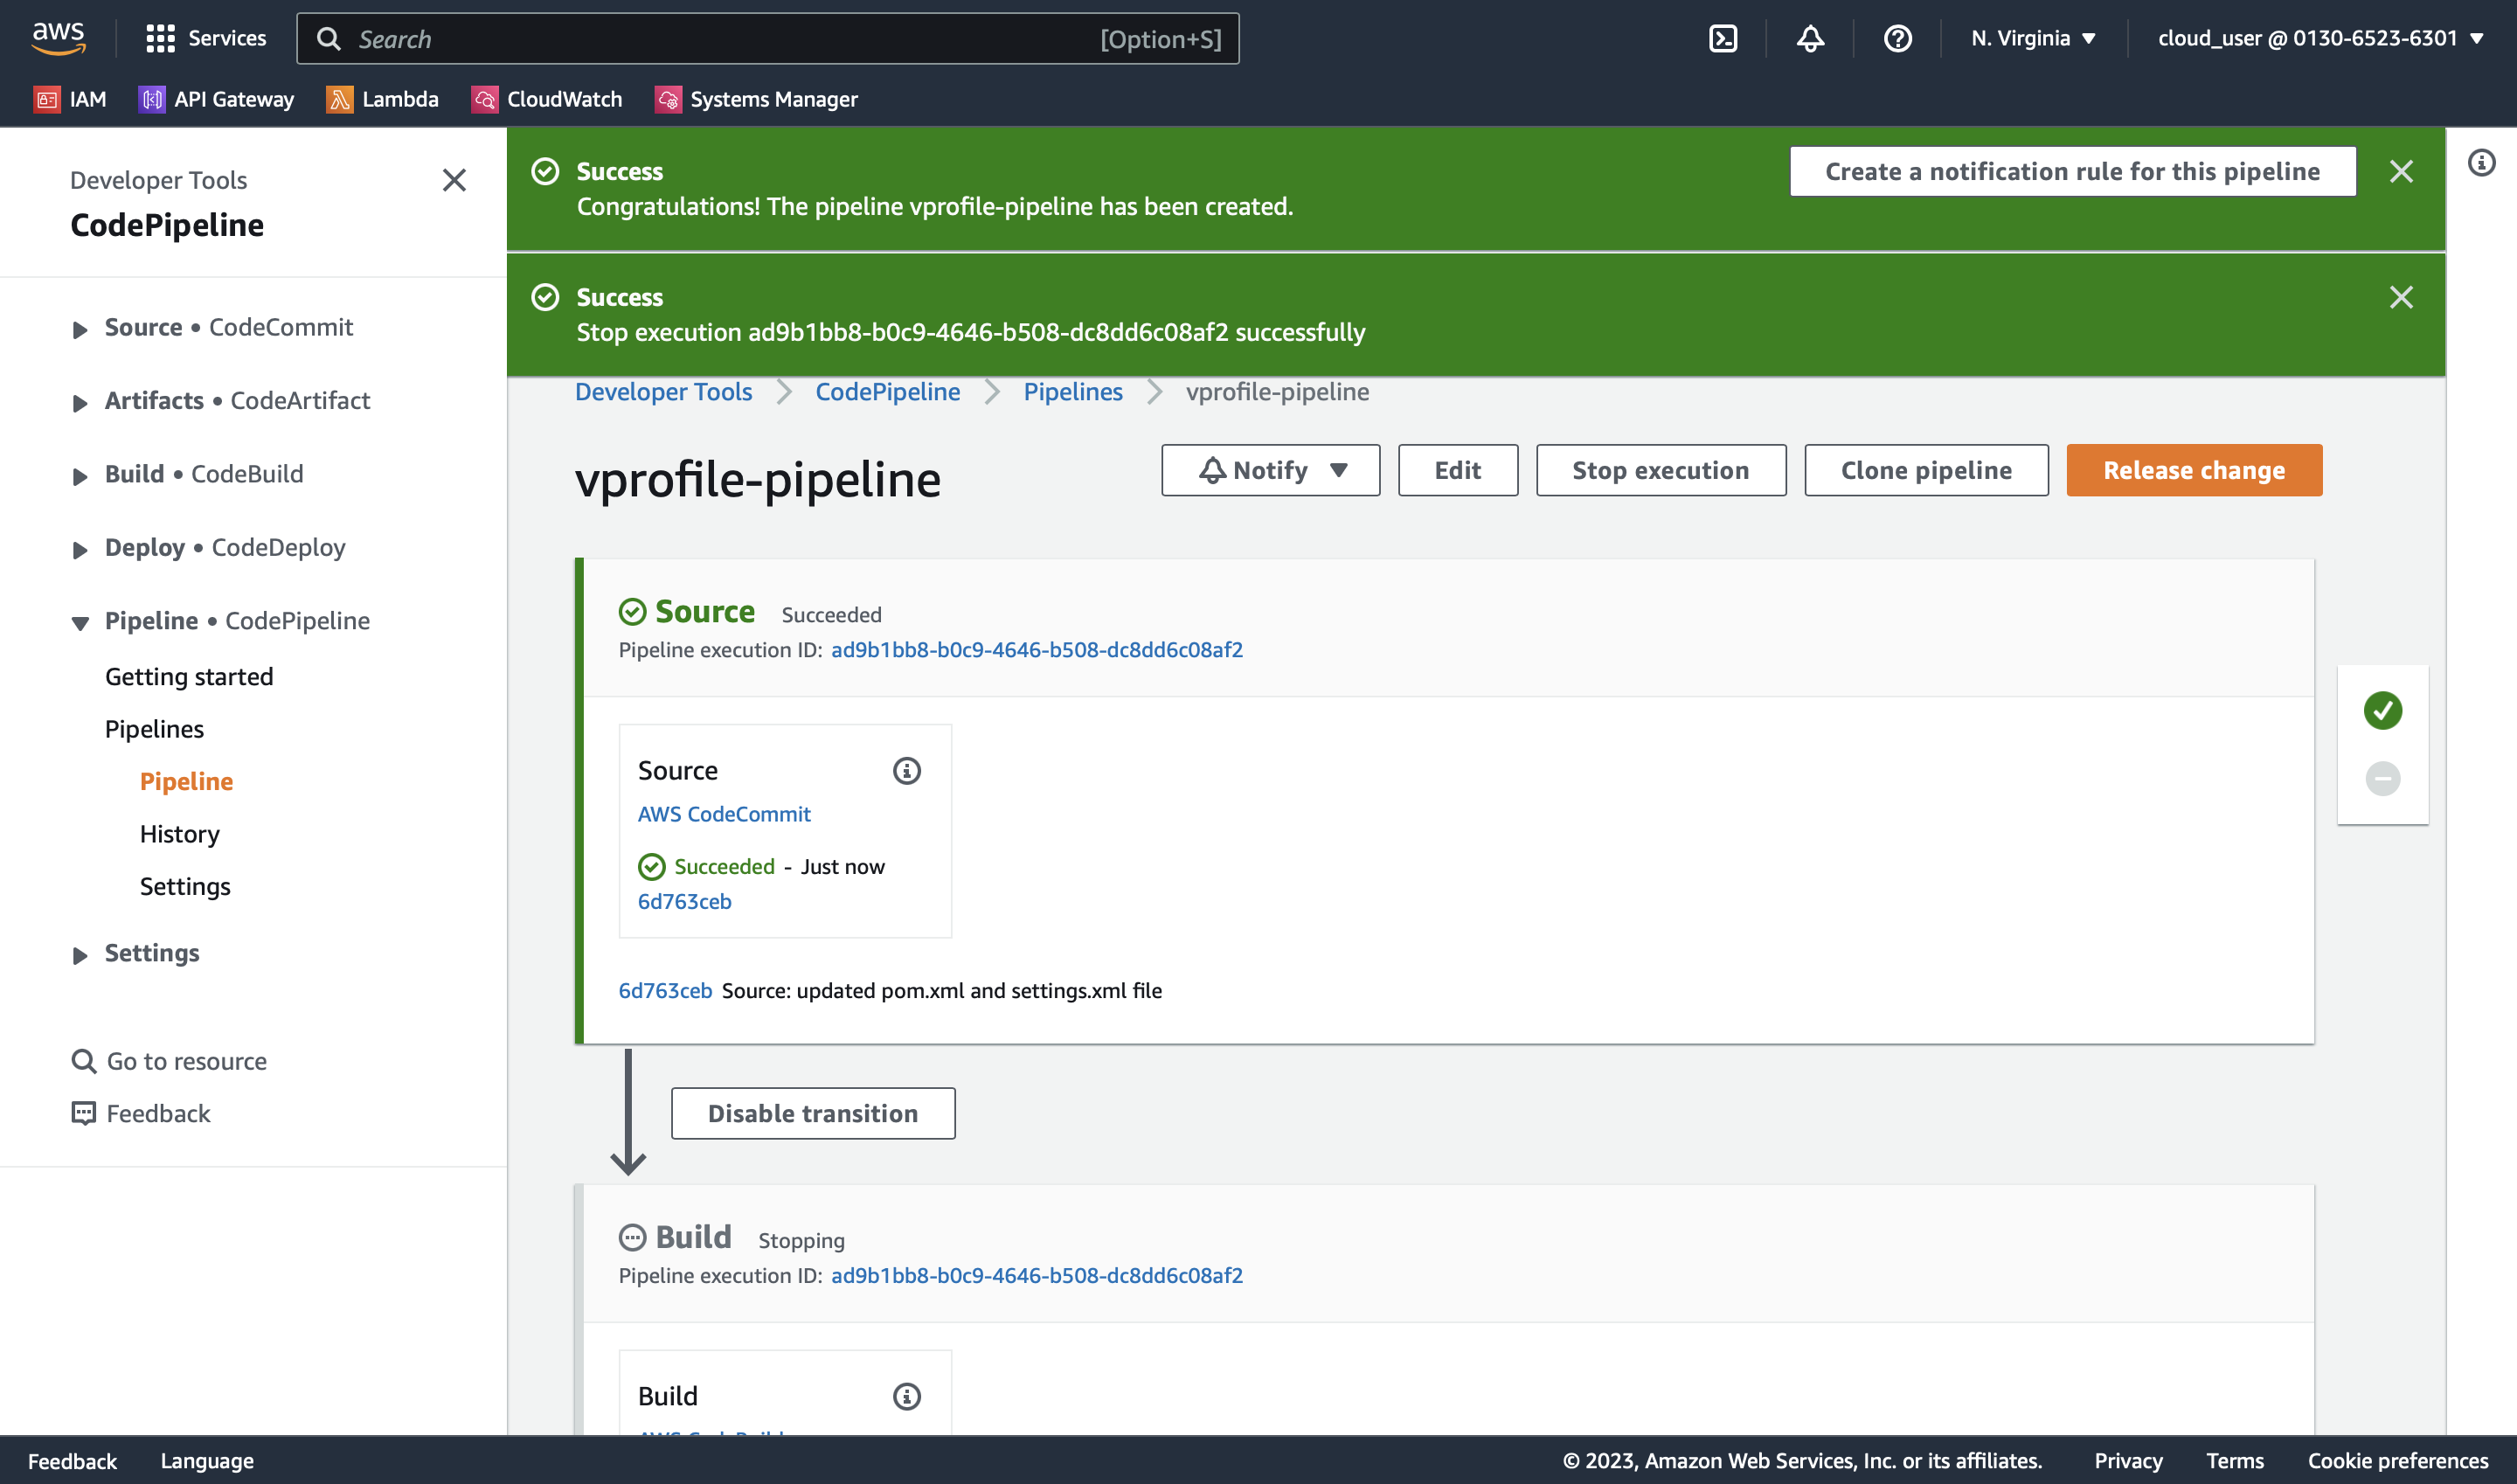 aws
Services
Search
[Option+S]
N. Virginia
cloud_user @ 0130-6523-6301
IAM
API Gateway
Lambda
CloudWatch
Systems Manager
Developer Tools
CodePipeline
Source • CodeCommit
Artifacts • CodeArtifact
Build • CodeBuild
Deploy • CodeDeploy
Pipeline • CodePipeline
Getting started
Pipelines
Pipeline
History
Settings
Settings
Go to resource
Feedback
Success
Congratulations! The pipeline vprofile-pipeline has been created.
Create a notification rule for this pipeline
Success
Stop execution ad9b1bb8-b0c9-4646-b508-dc8dd6c08af2 successfully
Developer Tools
CodePipeline
Pipelines
vprofile-pipeline
vprofile-pipeline
Notify
Edit
Stop execution
Clone pipeline
Release change
Source Succeeded
Pipeline execution ID: ad9b1bb8-b0c9-4646-b508-dc8dd6c08af2
Source
AWS CodeCommit
Succeeded - Just now
6d763ceb
6d763ceb Source: updated pom.xml and settings.xml file
Disable transition
Build Stopping
Pipeline execution ID: ad9b1bb8-b0c9-4646-b508-dc8dd6c08af2
Build
AWS CodeBuild
Feedback
Language
© 2023, Amazon Web Services, Inc. or its affiliates.
Privacy
Terms
Cookie preferences